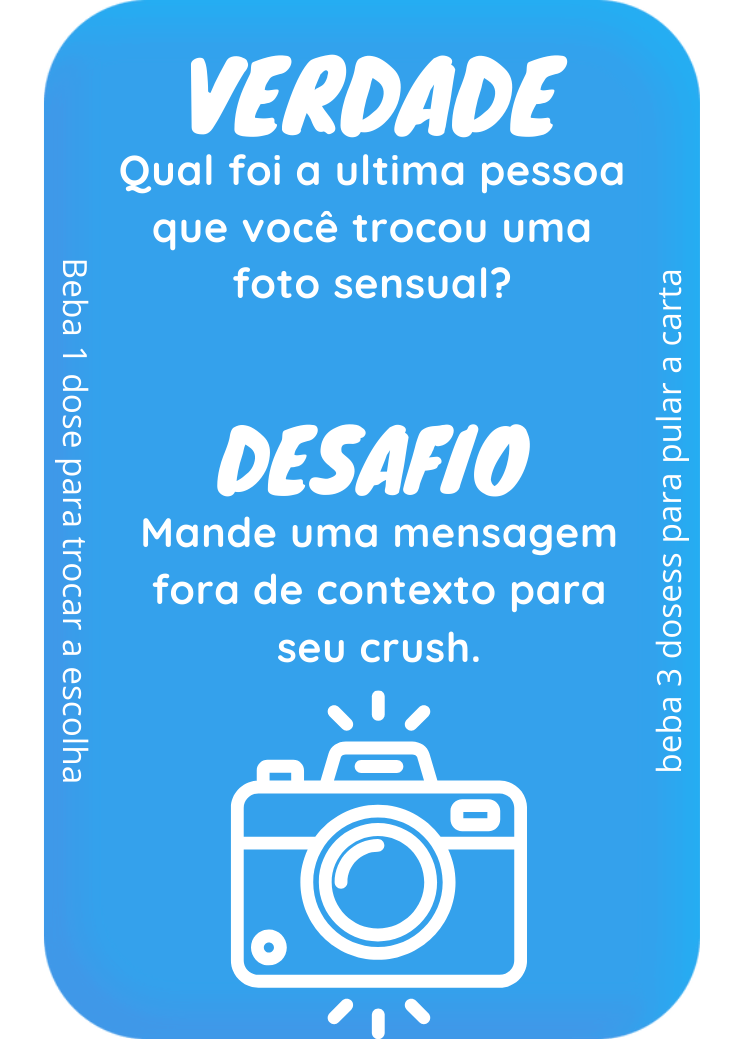 VERDADE
Qual foi a ultima pessoa
que você trocou uma
foto sensual?
DESAFIO
Mande uma mensagem
fora de contexto para
seu crush.
Beba 1 dose para trocar a escolha
beba 3 dosess para pular a carta